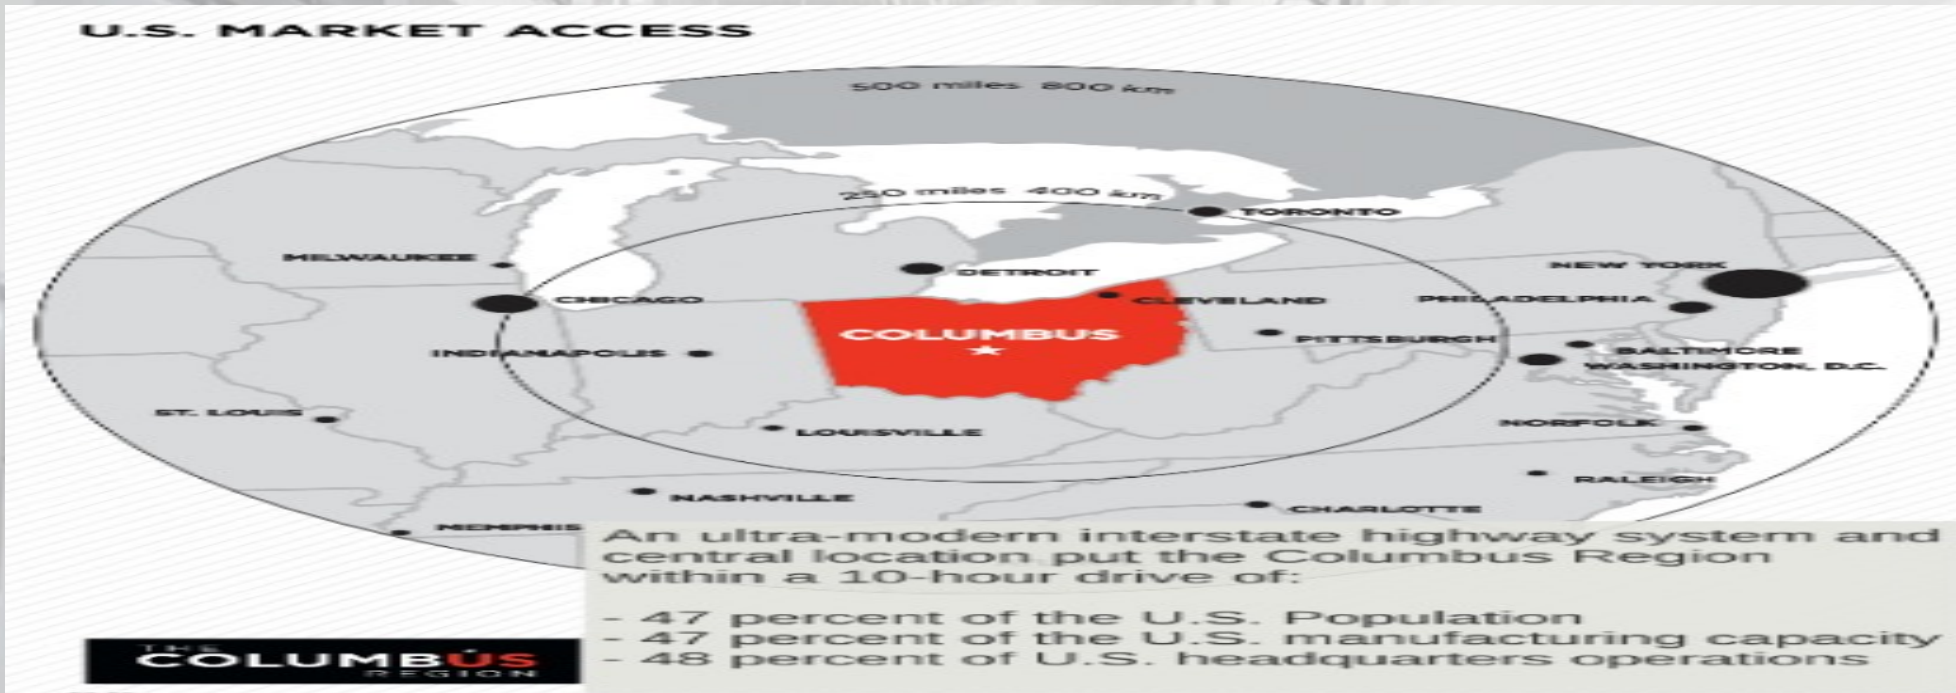 U.S. MARKET ACCESS
500 miles 800 km
250 miles 400 km
TORONTO
MILWAUKEE
DETROIT
NEW YORK
CHICAGO
CLEVELAND
PHILADELPHIA
COLUMBUS
INDIANAPOLIS
PITTSBURGH
BALTIMORE
WASHINGTON, D.C.
ST. LOUIS
LOUISVILLE
NORFOLK
NASHVILLE
RALEIGH
MEMPHIS
CHARLOTTE
An ultra-modern interstate highway system and
central location put the Columbus Region
within a 10-hour drive of:
- 47 percent of the U.S. Population
- 47 percent of the U.S. manufacturing capacity
- 48 percent of U.S. headquarters operations
THE
COLUMBUS
REGION